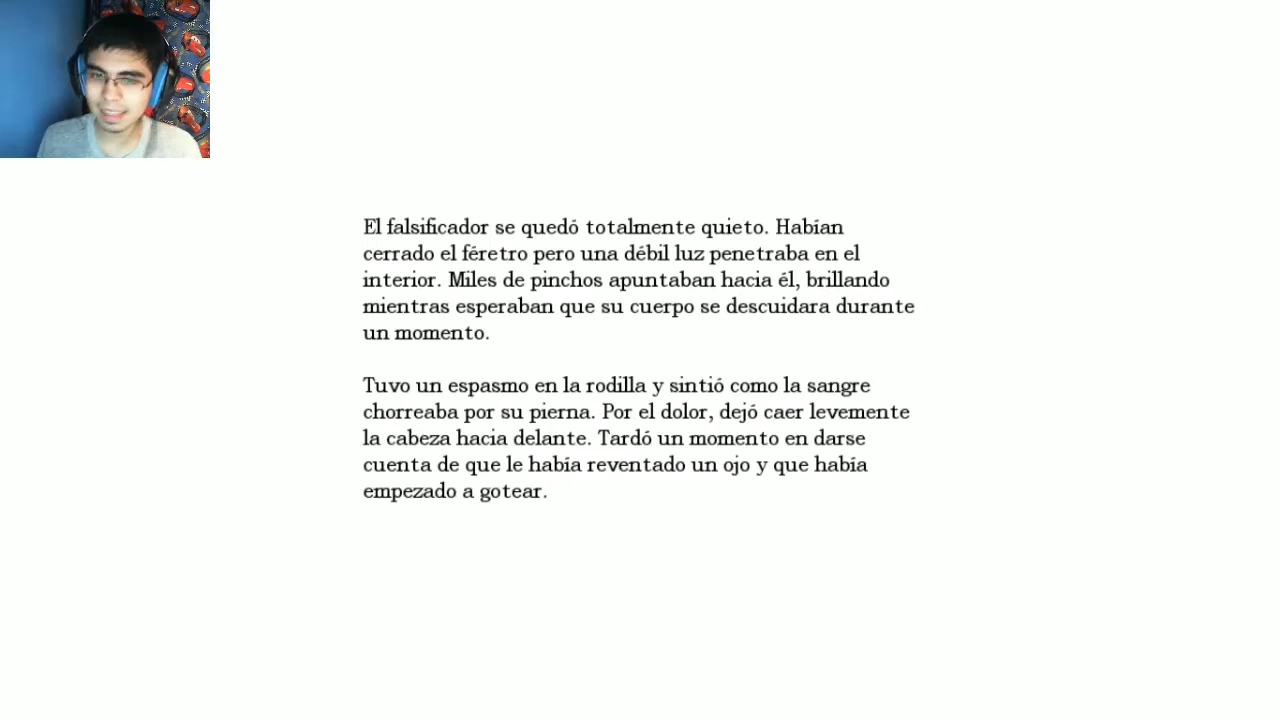 El falsificador se quedó totalmente quieto. Habían
cerrado el féretro pero una débil luz penetraba en el
interior. Miles de pinchos apuntaban hacia él, brillando
mientras esperaban que su cuerpo se descuidara durante
un momento.
Tuvo un espasmo en la rodilla y sintió como la sangre
chorreaba por su pierna. Por el dolor, dejó caer levemente
la cabeza hacia delante. Tardó un momento en darse
cuenta de que le había reventado un ojo y que había
empezado a gotear.